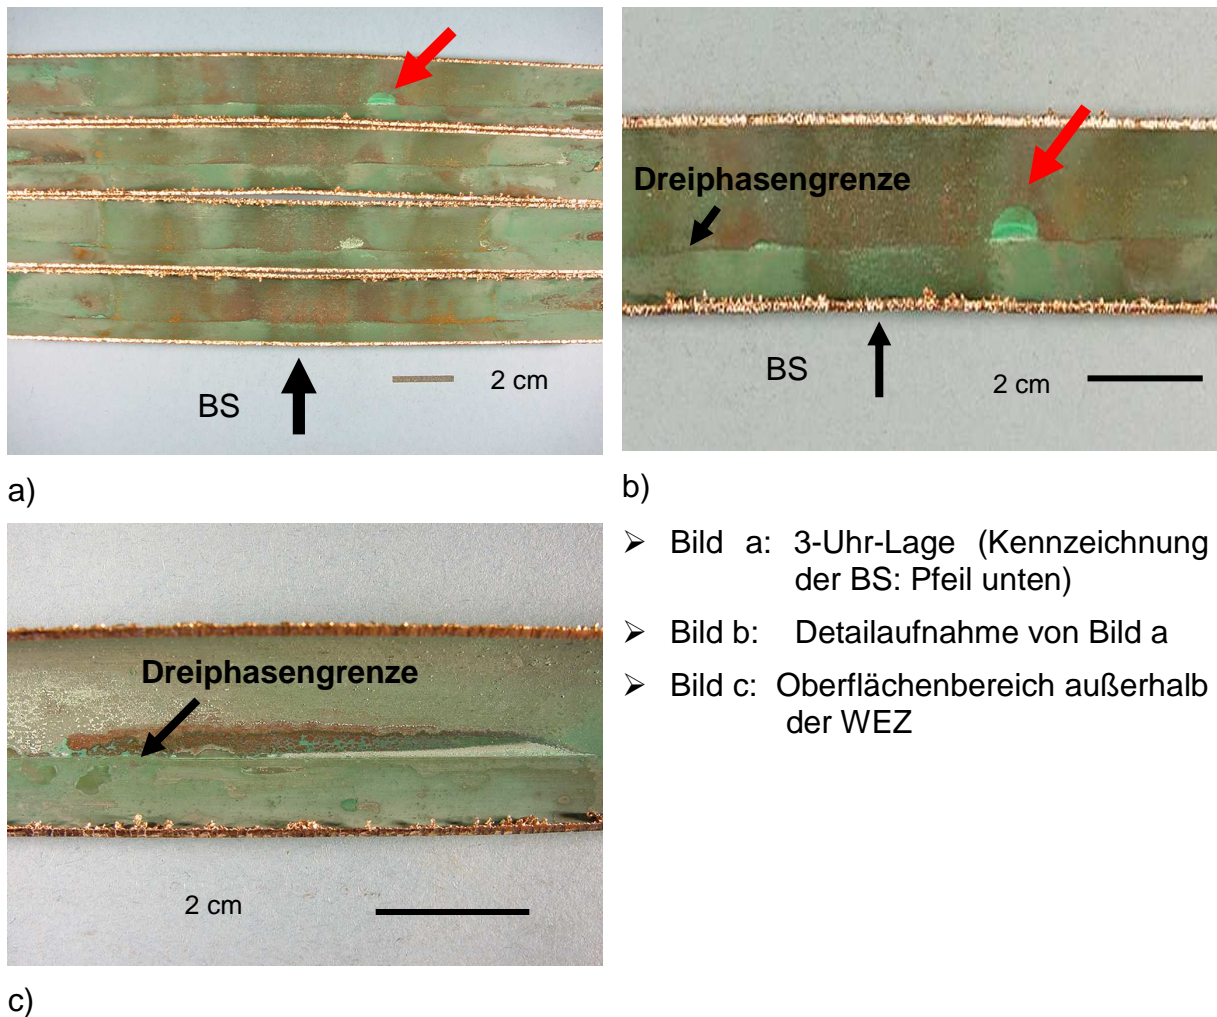 BS
2 cm
a)
Dreiphasengrenze
BS
2 cm
b)
Dreiphasengrenze
2 cm
c)
➢ Bild a: 3-Uhr-Lage (Kennzeichnung
der BS: Pfeil unten)
➢ Bild b: Detailaufnahme von Bild a
➢ Bild c: Oberflächenbereich außerhalb
der WEZ